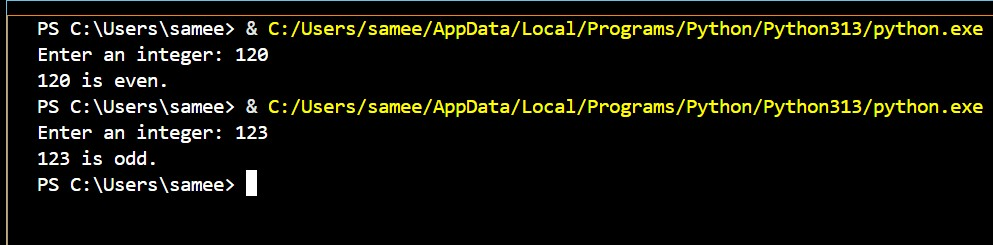 PS C:\Users\samee> & C:/Users/samee/AppData/Local/Programs/Python/Python313/python.exe
Enter an integer: 120
120 is even.
PS C:\Users\samee> & C:/Users/samee/AppData/Local/Programs/Python/Python313/python.exe
Enter an integer: 123
123 is odd.
PS C:\Users\samee>